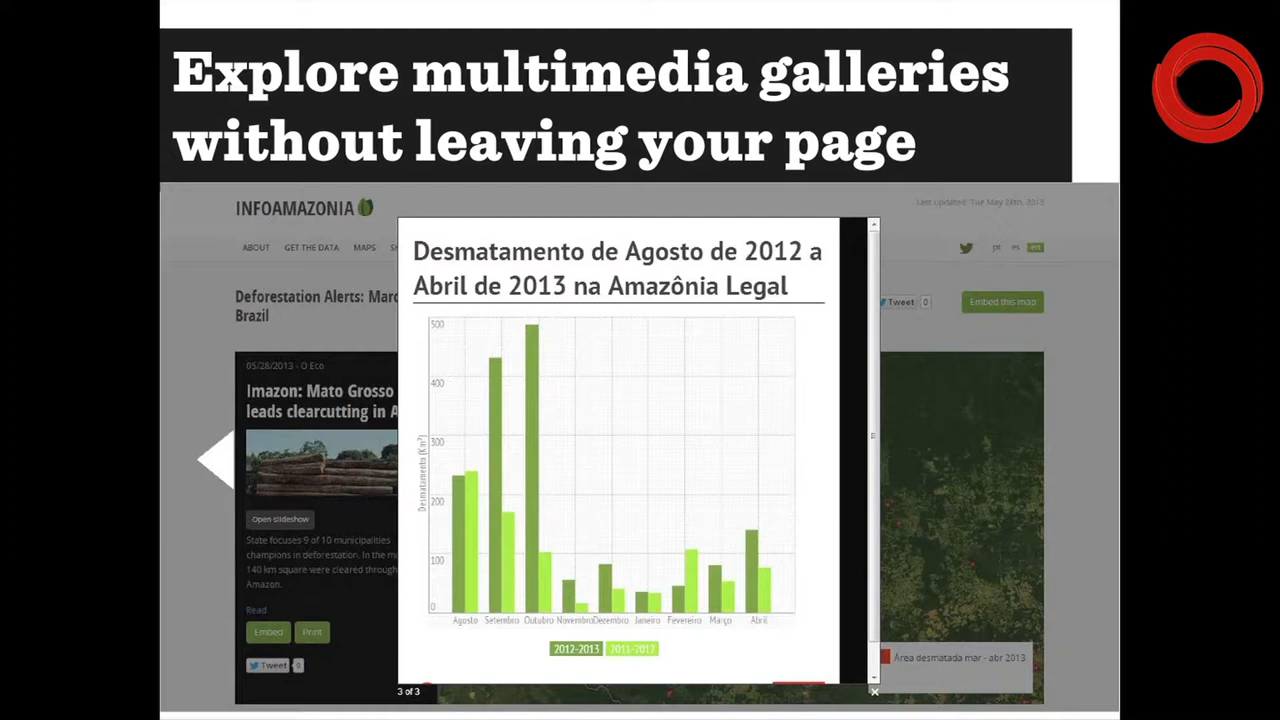 Explore multimedia galleries
without leaving your page
INFOAMAZONIA
Last updated: Tue May 28th, 2013
ABOUT GET THE DATA MAPS
pt es en
Deforestation Alerts:
Brazil
Tweet 0
Embed this map
05/28/2013 - O Eco
Imazon: Mato Grosso
leads clearcutting in
Open slideshow
State focuses 9 of 10 municipalities
champions in deforestation. In the
140 km square were cleared
Amazon.
Read
Embed Print
Tweet 0
Desmatamento de Agosto de 2012 a
Abril de 2013 na Amazônia Legal
Desmatamento (Km²)
500
400
300
200
100
0
Agosto Setembro Outubro Novembro Dezembro Janeiro Fevereiro Março Abril
2012-2013 2011-2012
3 of 3
Área desmatada mar - abr 2013